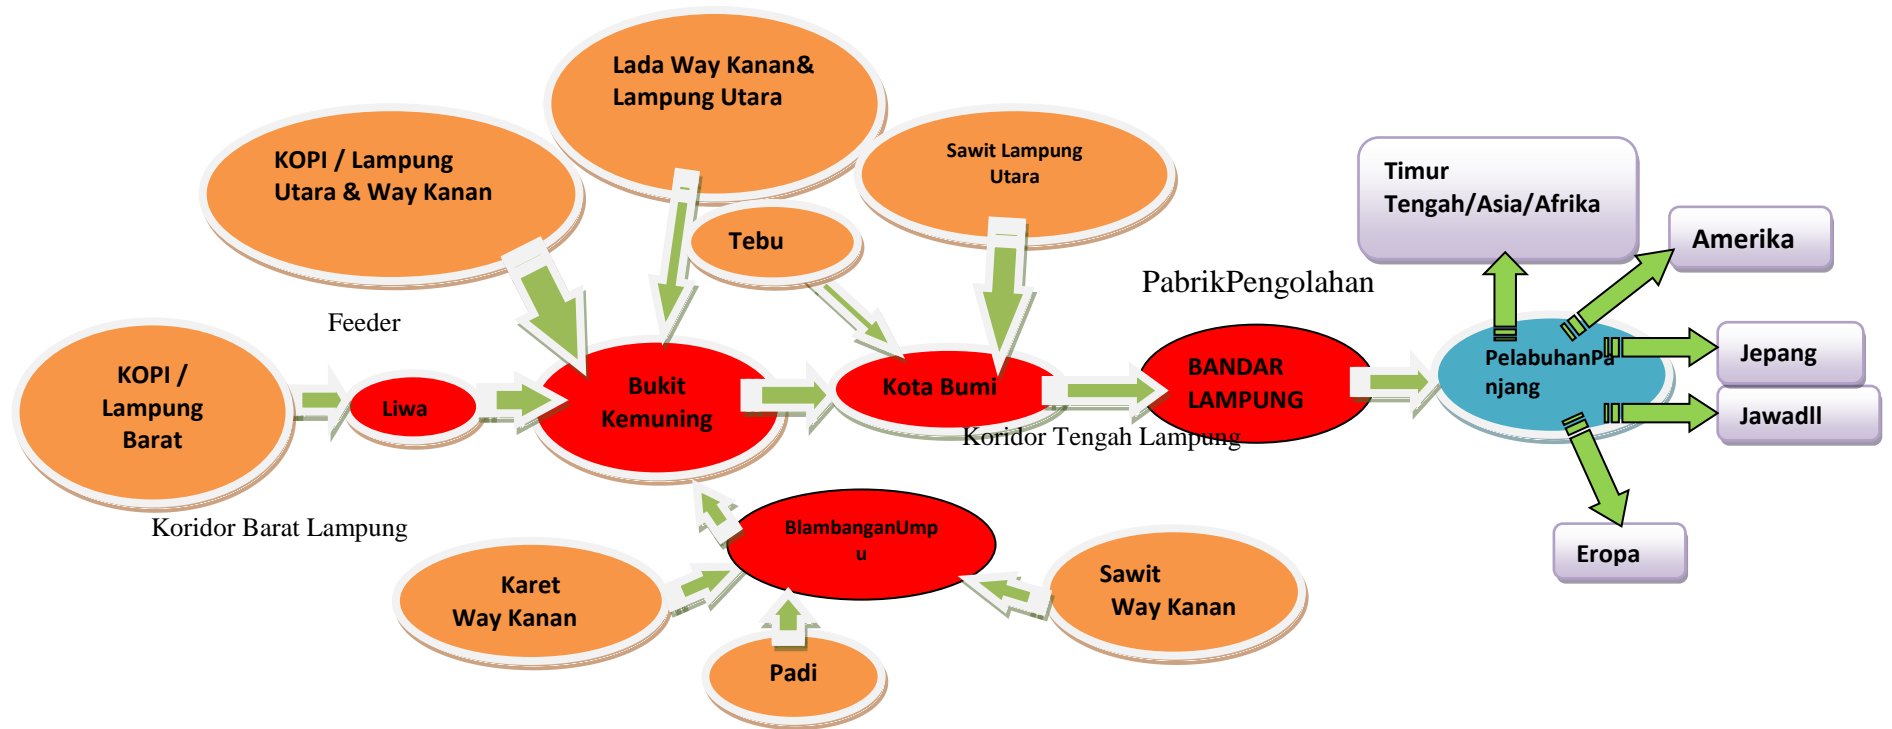 Lada Way Kanan&
Lampung Utara
KOPI / Lampung
Utara & Way Kanan
Sawit Lampung
Utara
Timur
Tengah/Asia/Afrika
Tebu
Amerika
PabrikPengolahan
Feeder
KOPI /
Lampung
Barat
Liwa
Bukit
Kemuning
Kota Bumi
BANDAR
LAMPUNG
PelabuhanPa
njang
Jepang
Jawadll
Koridor Tengah Lampung
Koridor Barat Lampung
BlambanganUmp
u
Eropa
Karet
Way Kanan
Sawit
Way Kanan
Padi